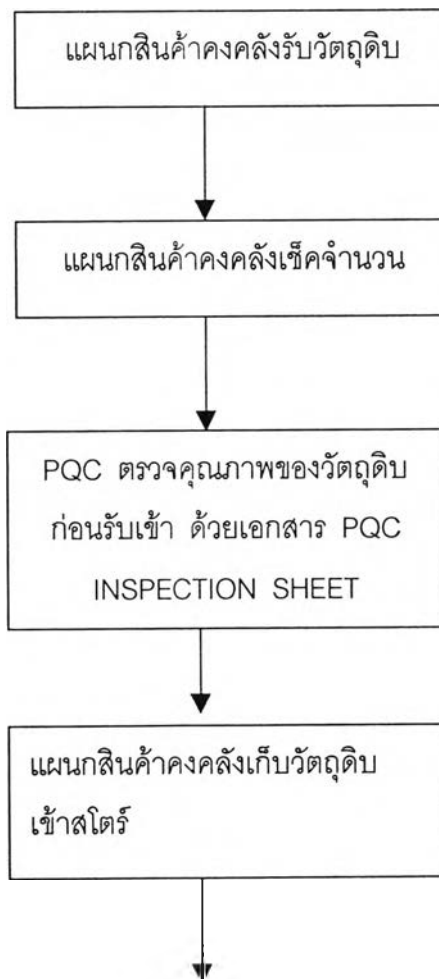 แผนกสินค้าคงคลังรับวัตถุดิบ
แผนกสินค้าคงคลังเช็คจำนวน
PQC ตรวจคุณภาพของวัตถุดิบ
ก่อนรับเข้า ด้วยเอกสาร PQC
INSPECTION SHEET
แผนกสินค้าคงคลังเก็บวัตถุดิบ
เข้าสโตร์